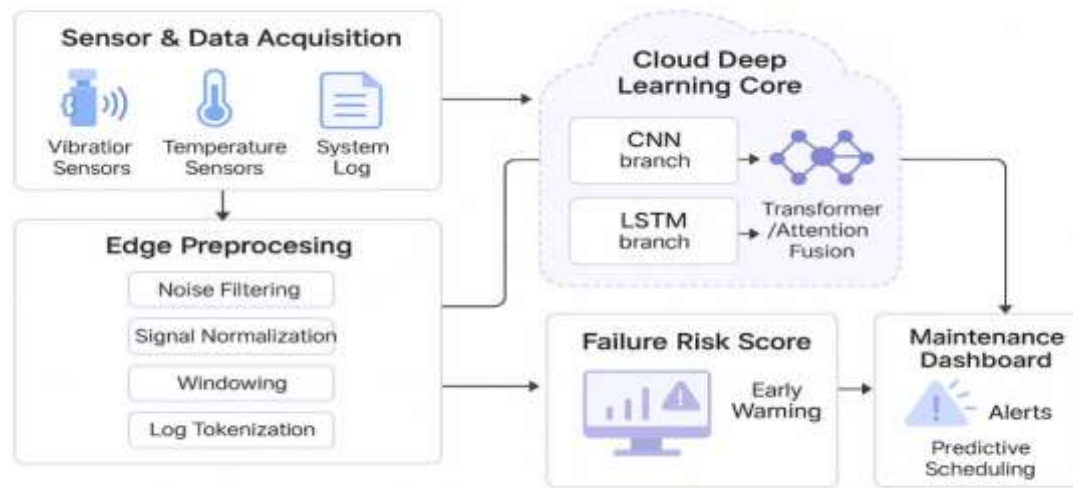 Sensor & Data Acquisition
Vibratior
Sensors
Temperature
Sensors
System
Log
Edge Preprocesing
Noise Filtering
Signal Normalization
Windowing
Log Tokenization
Cloud Deep
Learning Core
CNN
branch
LSTM
branch
Transformer
/Attention
Fusion
Failure Risk Score
Early
Warning
Maintenance
Dashboard
Alerts
Predictive
Scheduling